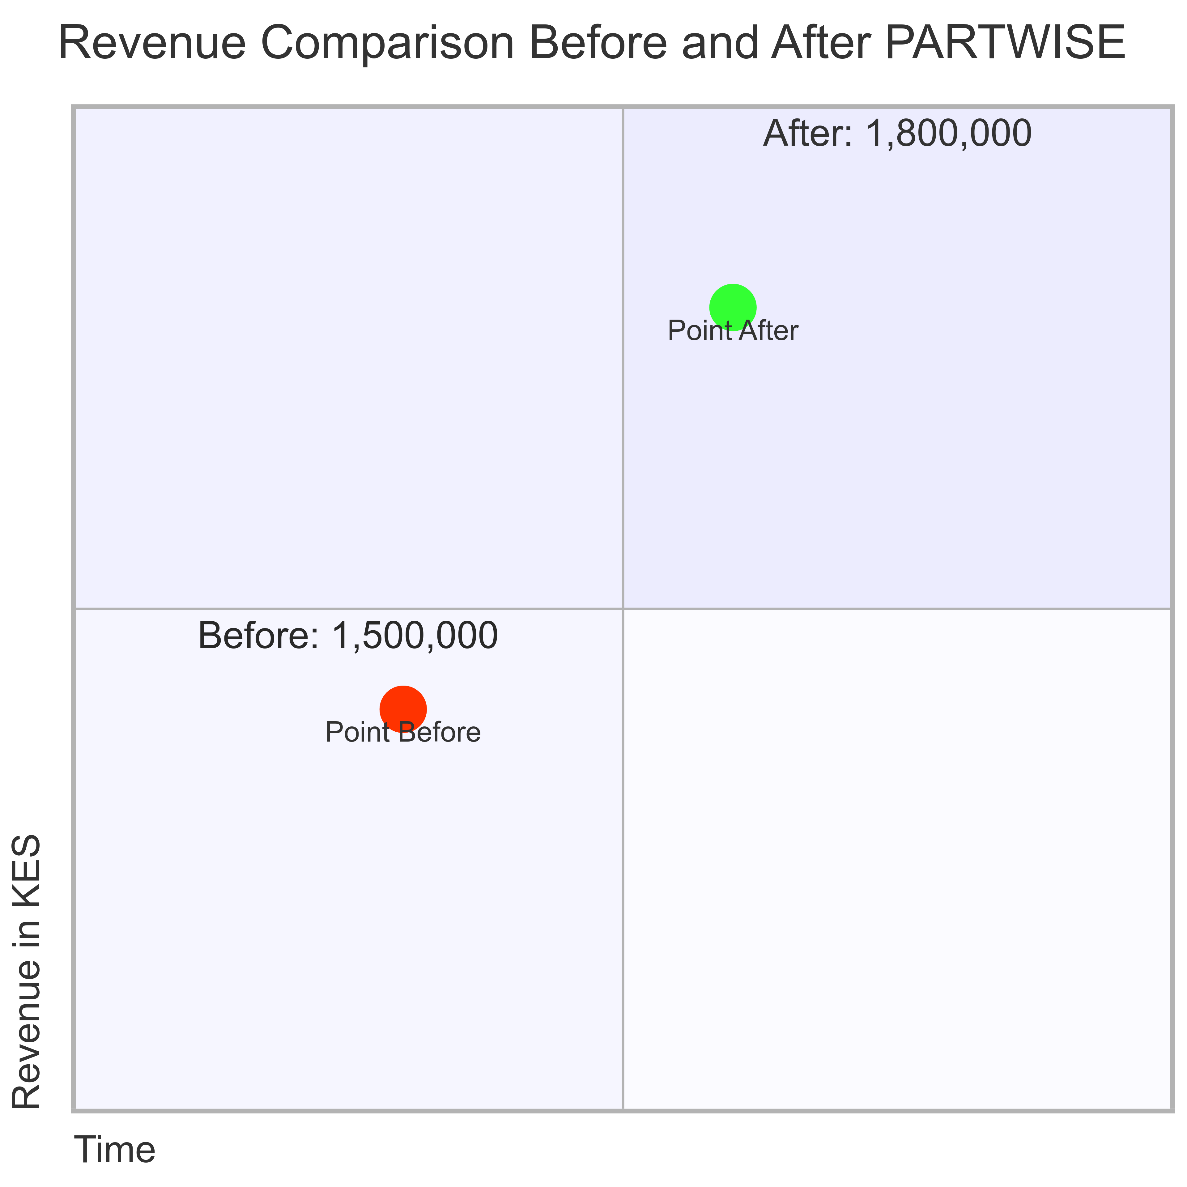 Revenue Comparison Before and After PARTWISE
After: 1,800,000
Point After
Before: 1,500,000
Point Before
Revenue in KES
Time